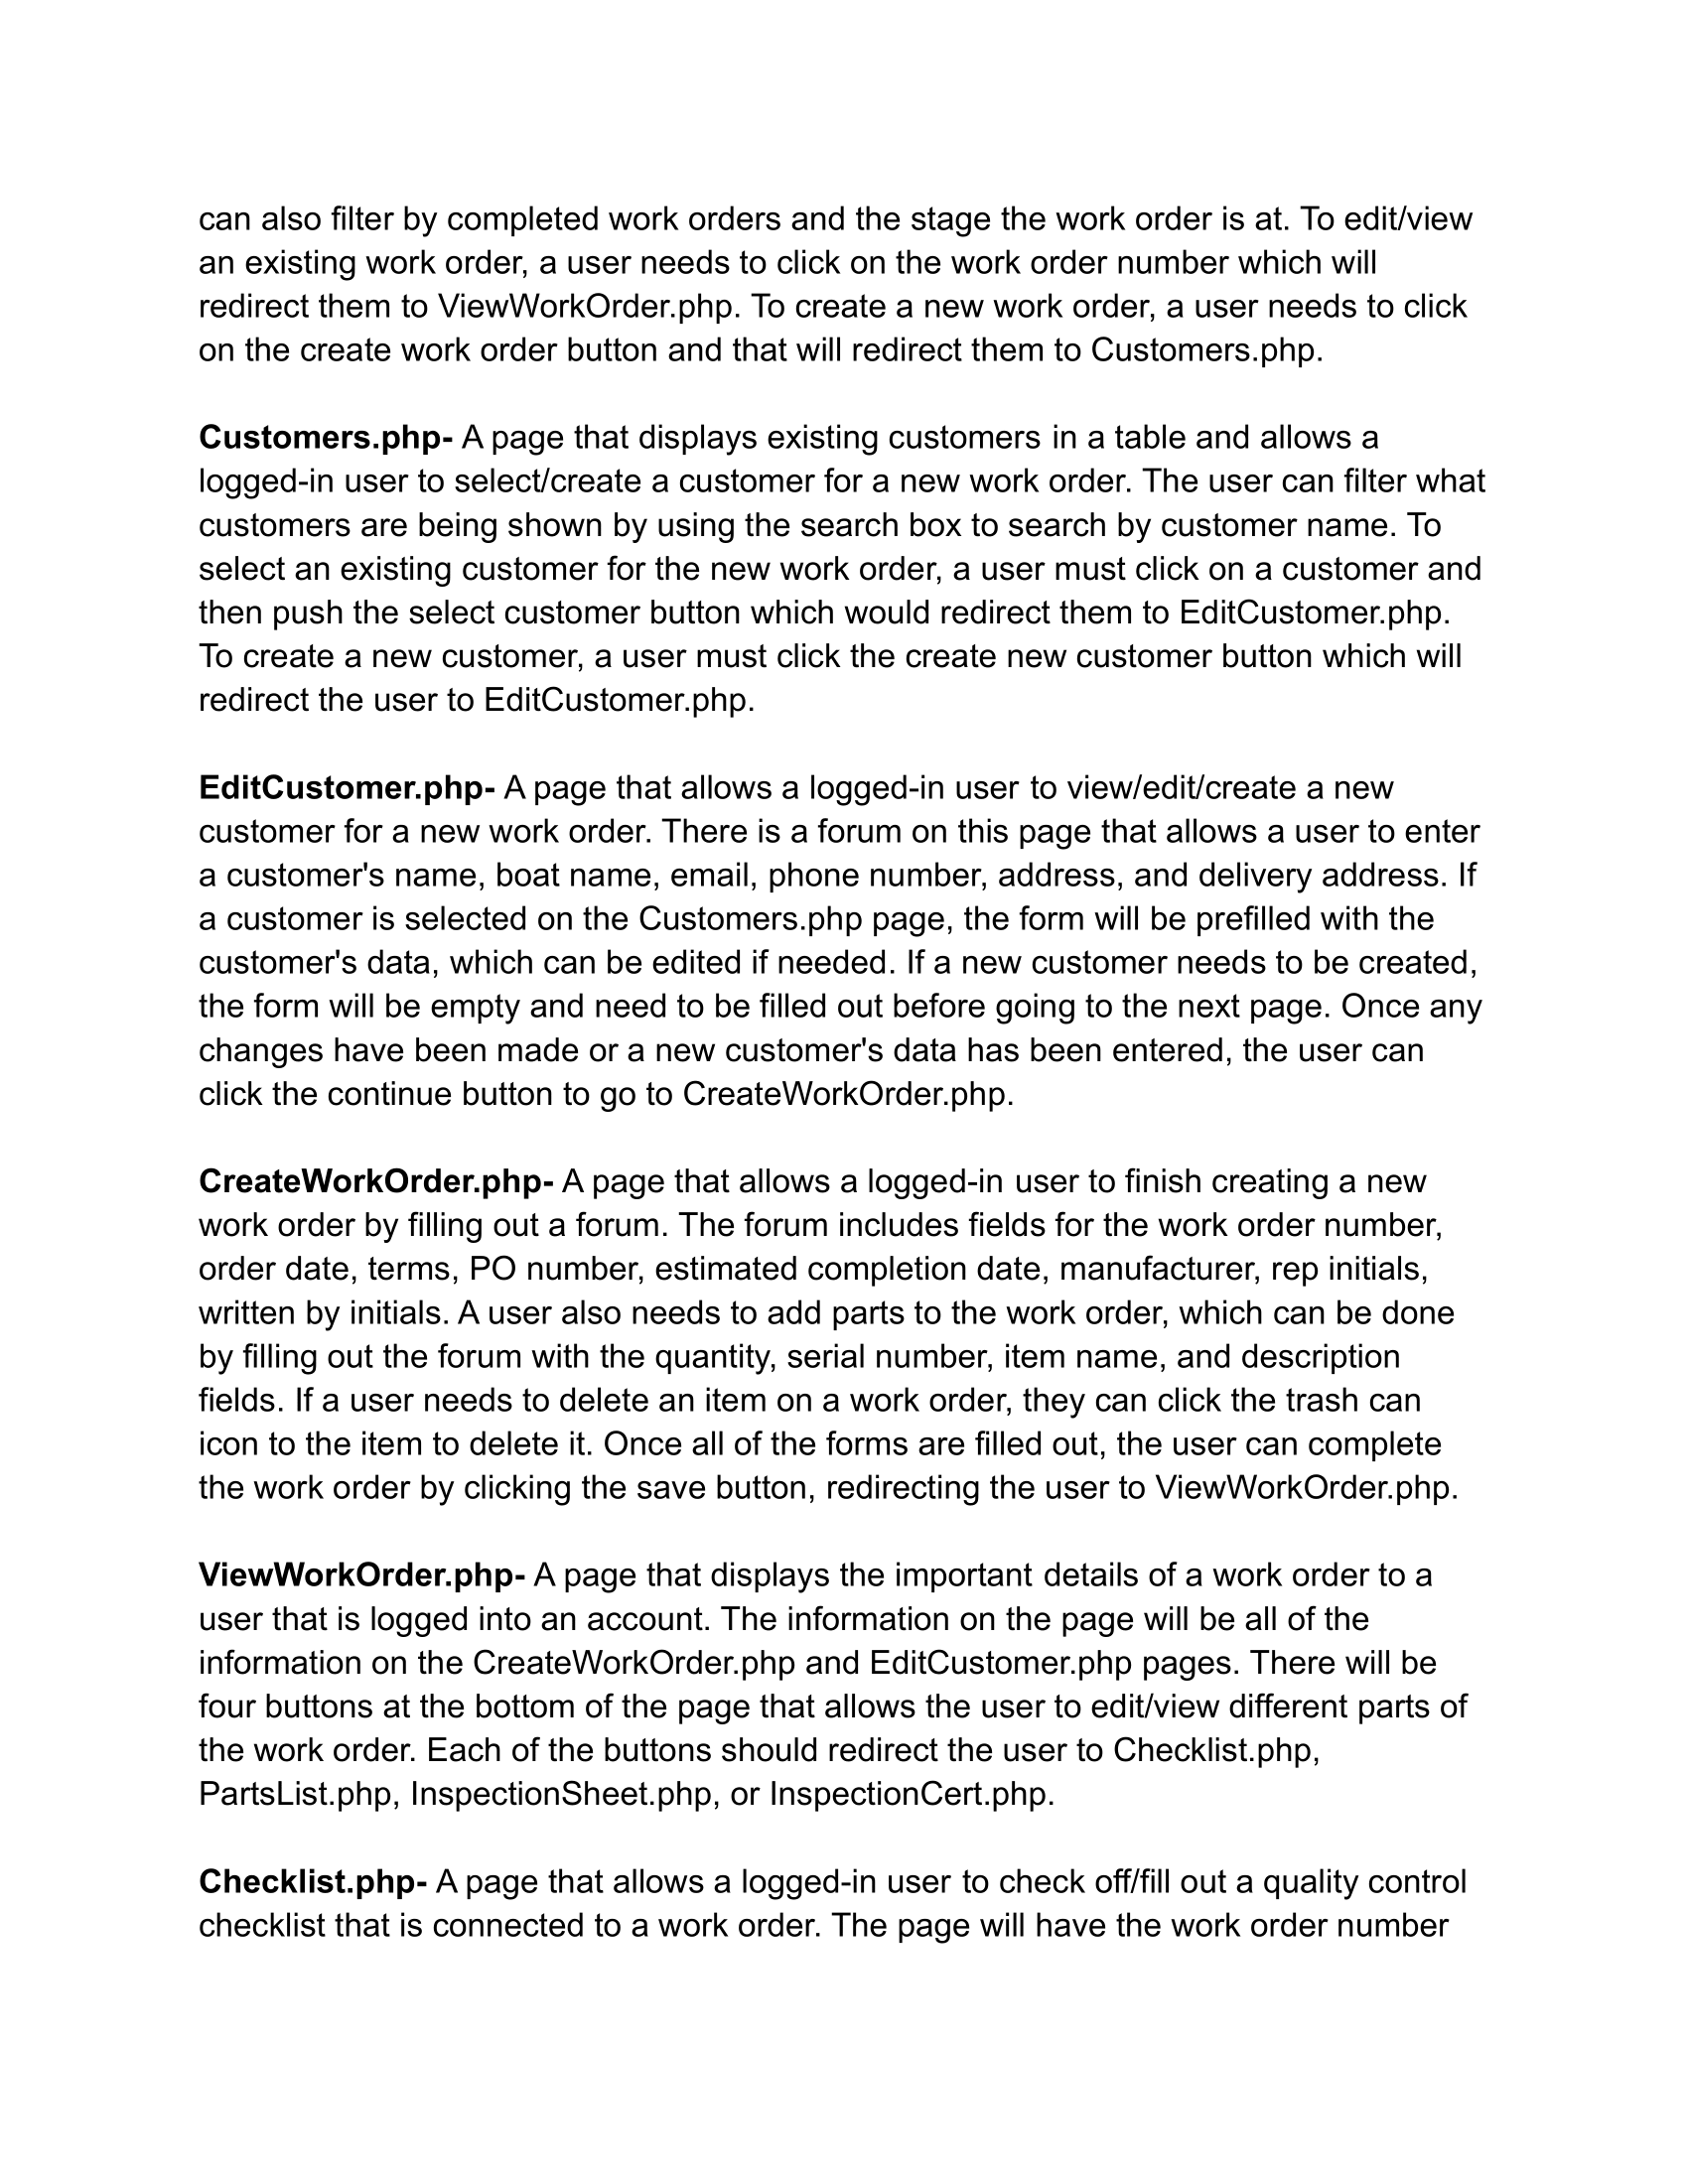 can also filter by completed work orders and the stage the work order is at. To edit/view
an existing work order, a user needs to click on the work order number which will
redirect them to ViewWorkOrder.php. To create a new work order, a user needs to click
on the create work order button and that will redirect them to Customers.php.
Customers.php- A page that displays existing customers in a table and allows a
logged-in user to select/create a customer for a new work order. The user can filter what
customers are being shown by using the search box to search by customer name. To
select an existing customer for the new work order, a user must click on a customer and
then push the select customer button which would redirect them to EditCustomer.php.
To create a new customer, a user must click the create new customer button which will
redirect the user to EditCustomer.php.
EditCustomer.php- A page that allows a logged-in user to view/edit/create a new
customer for a new work order. There is a forum on this page that allows a user to enter
a customer's name, boat name, email, phone number, address, and delivery address. If
a customer is selected on the Customers.php page, the form will be prefilled with the
customer's data, which can be edited if needed. If a new customer needs to be created,
the form will be empty and need to be filled out before going to the next page. Once any
changes have been made or a new customer's data has been entered, the user can
click the continue button to go to CreateWorkOrder.php.
CreateWorkOrder.php- A page that allows a logged-in user to finish creating a new
work order by filling out a forum. The forum includes fields for the work order number,
order date, terms, PO number, estimated completion date, manufacturer, rep initials,
written by initials. A user also needs to add parts to the work order, which can be done
by filling out the forum with the quantity, serial number, item name, and description
fields. If a user needs to delete an item on a work order, they can click the trash can
icon to the item to delete it. Once all of the forms are filled out, the user can complete
the work order by clicking the save button, redirecting the user to ViewWorkOrder.php.
ViewWorkOrder.php- A page that displays the important details of a work order to a
user that is logged into an account. The information on the page will be all of the
information on the CreateWorkOrder.php and EditCustomer.php pages. There will be
four buttons at the bottom of the page that allows the user to edit/view different parts of
the work order. Each of the buttons should redirect the user to Checklist.php,
PartsList.php, InspectionSheet.php, or InspectionCert.php.
Checklist.php- A page that allows a logged-in user to check off/fill out a quality control
checklist that is connected to a work order. The page will have the work order number